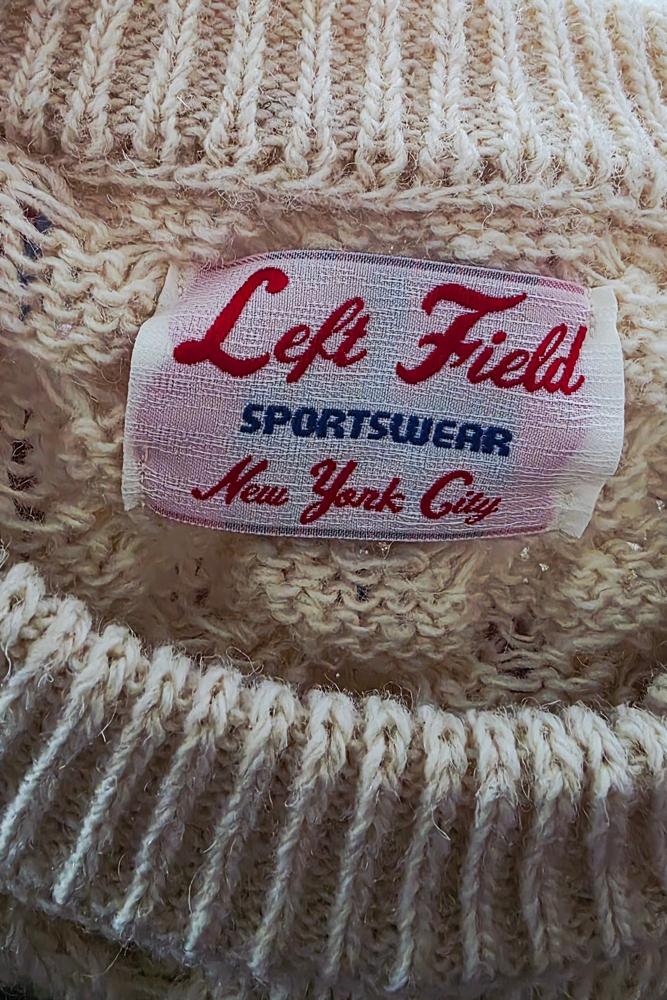 Left Field
SPORTSWEAR
New York City